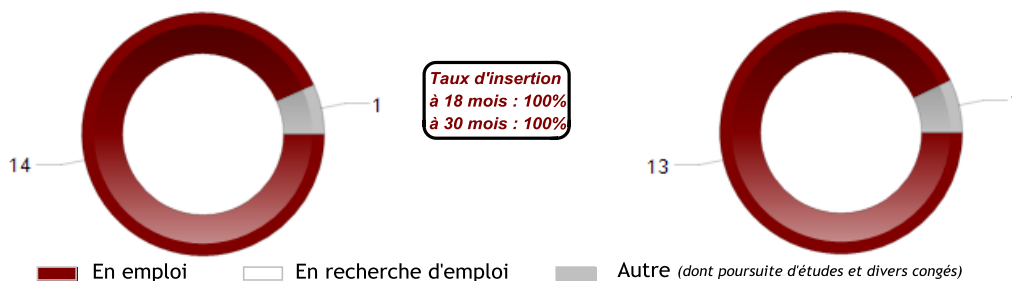 Taux d'insertion
à 18 mois : 100%
à 30 mois : 100%
1
14
13
En emploi
En recherche d'emploi
Autre (dont poursuite d'études et divers congés)